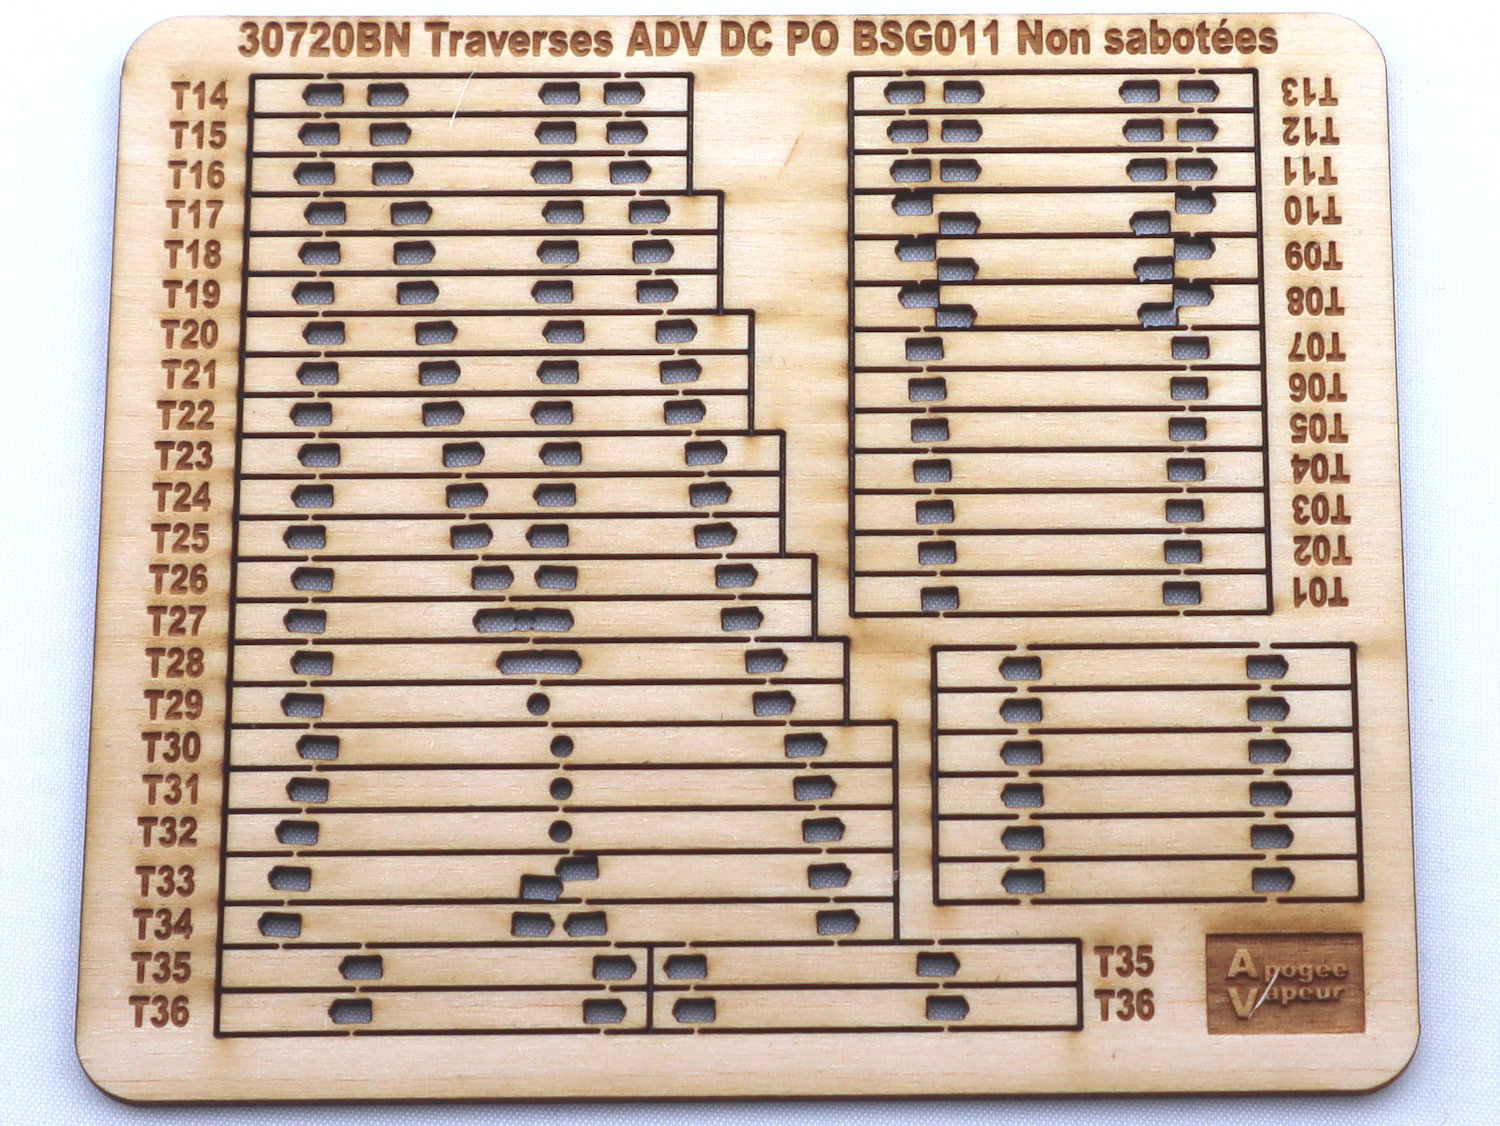 30720BN Traverses ADV DC PO BSG011 Non sabotées
T14
T15
T16
T17
T18
T19
T20
T21
T22
T23
T24
T25
T26
T27
T28
T29
T30
T31
T32
T33
T34
T35
T36
T13
T12
T11
T10
T09
T08
T07
T06
T05
T04
T03
T02
T01
T35
T36
Apogée
Vapeur